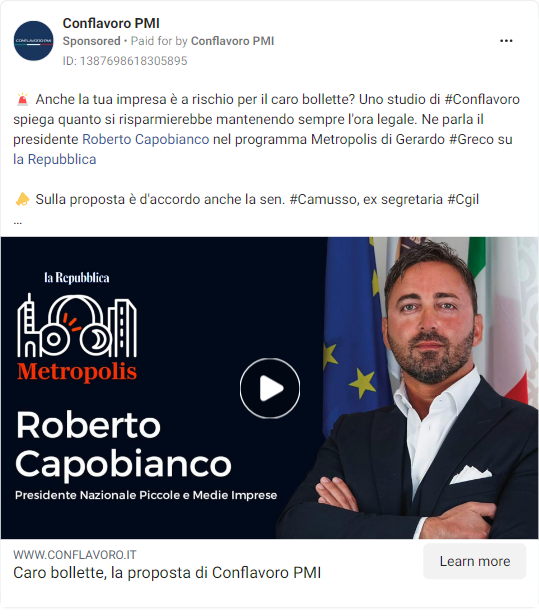 Conflavoro PMI
Sponsored • Paid for by Conflavoro PMI
ID: 1387698618305895
CONFLAVORO PMI
🚨 Anche la tua impresa è a rischio per il caro bollette? Uno studio di #Conflavoro
spiega quanto si risparmierebbe mantenendo sempre l'ora legale. Ne parla il
presidente Roberto Capobianco nel programma Metropolis di Gerardo #Greco su
la Repubblica
📣 Sulla proposta è d'accordo anche la sen. #Camusso, ex segretaria #Cgil
...
la Repubblica
Metropolis
Roberto
Capobianco
Presidente Nazionale Piccole e Medie Imprese
WWW.CONFLAVORO.IT
Caro bollette, la proposta di Conflavoro PMI
Learn more